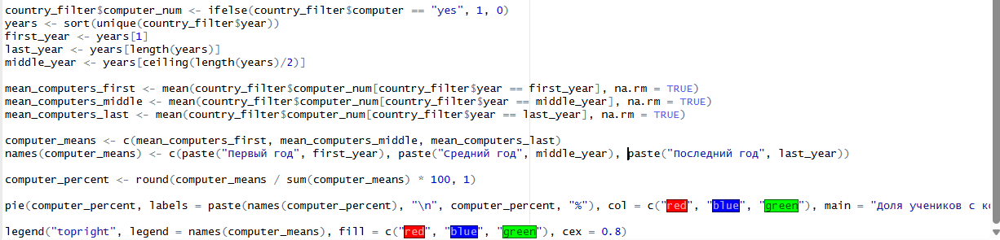 country_filter$computer_num <- ifelse(country_filter$computer == "yes", 1, 0)
years <- sort(unique(country_filter$year))
first_year <- years[1]
last_year <- years[length(years)]
middle_year <- years[ceiling(length(years)/2)]
mean_computers_first <- mean(country_filter$computer_num[country_filter$year == first_year], na.rm = TRUE)
mean_computers_middle <- mean(country_filter$computer_num[country_filter$year == middle_year], na.rm = TRUE)
mean_computers_last <- mean(country_filter$computer_num[country_filter$year == last_year], na.rm = TRUE)
computer_means <- c(mean_computers_first, mean_computers_middle, mean_computers_last)
names(computer_means) <- c(paste("Первый год", first_year), paste("Средний год", middle_year), paste("Последний год", last_year))
computer_percent <- round(computer_means / sum(computer_means) * 100, 1)
pie(computer_percent, labels = paste(names(computer_percent), "\n", computer_percent, "%"), col = c("red", "blue", "green"), main = "Доля учеников с
legend("topright", legend = names(computer_means), fill = c("red", "blue", "green"), cex = 0.8)